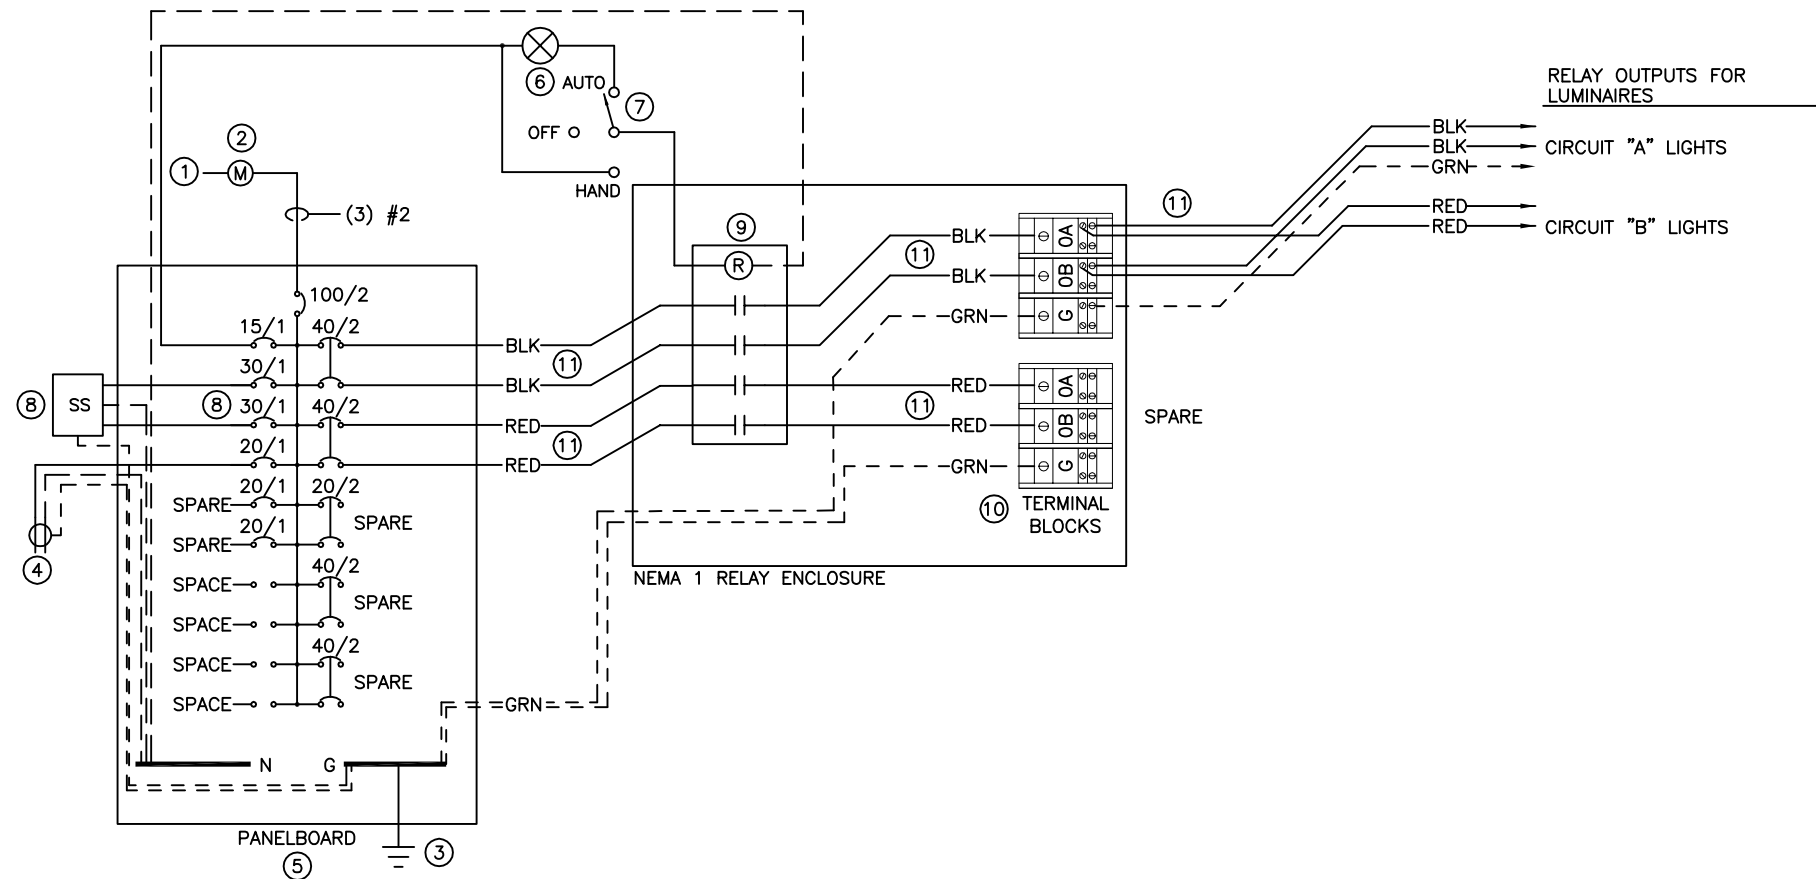 RELAY OUTPUTS FOR
LUMINAIRES
6 AUTO
7
OFF
HAND
2
1 M
(3) #2
BLK
BLK CIRCUIT "A" LIGHTS
GRN
RED
RED CIRCUIT "B" LIGHTS
11
9
R
BLK
11
BLK
GRN
0A
0B
G
100/2
15/1 40/2
BLK
11
30/1
BLK
8 SS
8
30/1 40/2
RED
11
20/1
RED
RED
11
RED
GRN
0A
0B
G
SPARE
10 TERMINAL
BLOCKS
20/1 20/2
SPARE
SPARE
20/1
SPARE
4
40/2
SPACE
SPARE
SPACE
40/2
SPACE
SPARE
SPACE
NEMA 1 RELAY ENCLOSURE
GRN
N G
PANELBOARD
5
3